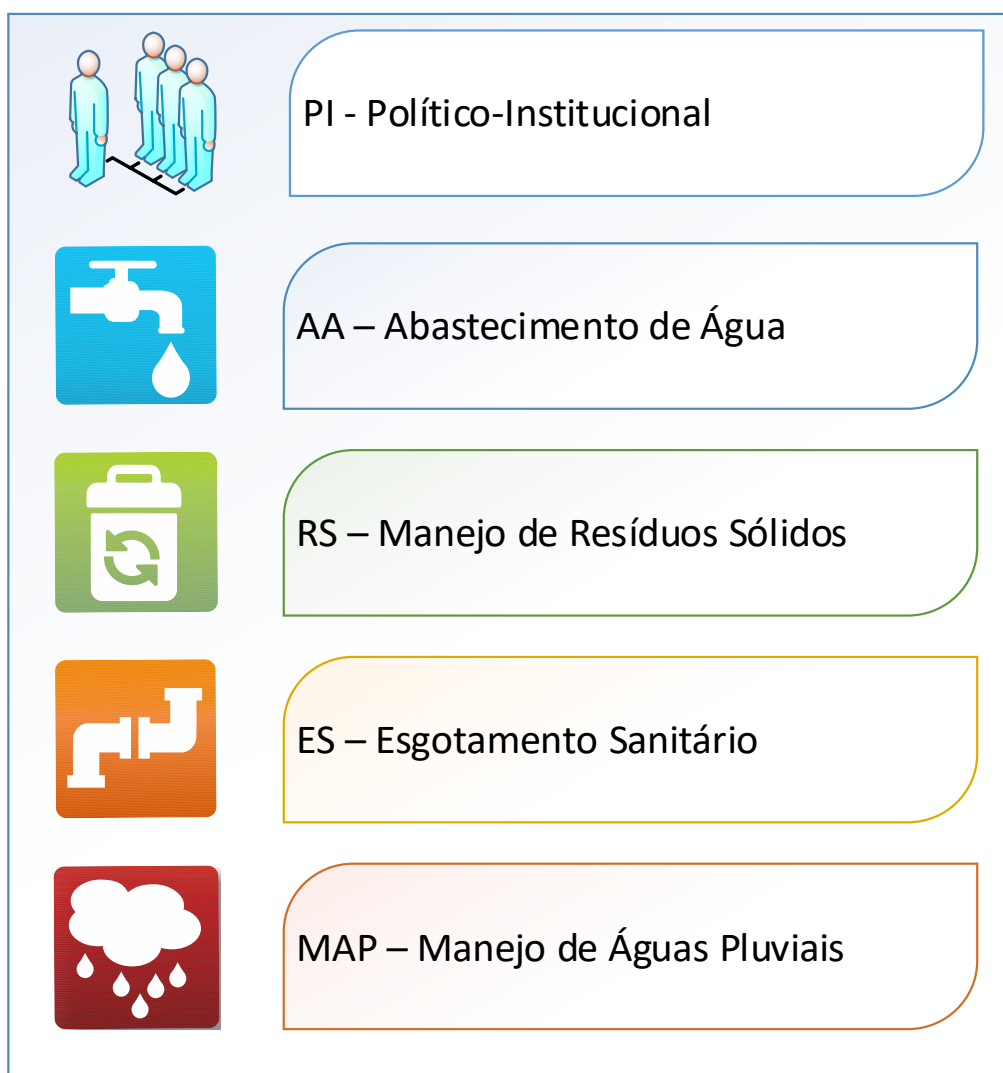 PI - Político-Institucional
AA – Abastecimento de Água
RS – Manejo de Resíduos Sólidos
ES – Esgotamento Sanitário
MAP – Manejo de Águas Pluviais